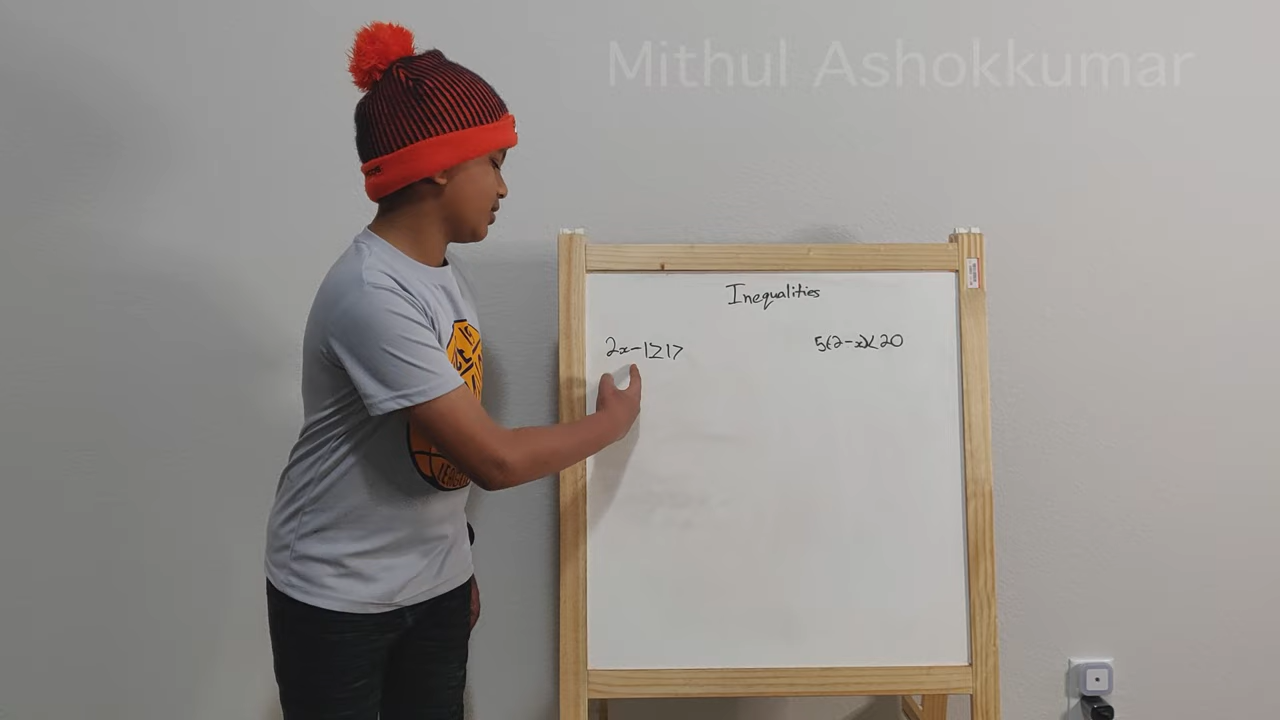 Mithul Ashokkumar
Inequalities
2x-1≥17
5(2-x)<20